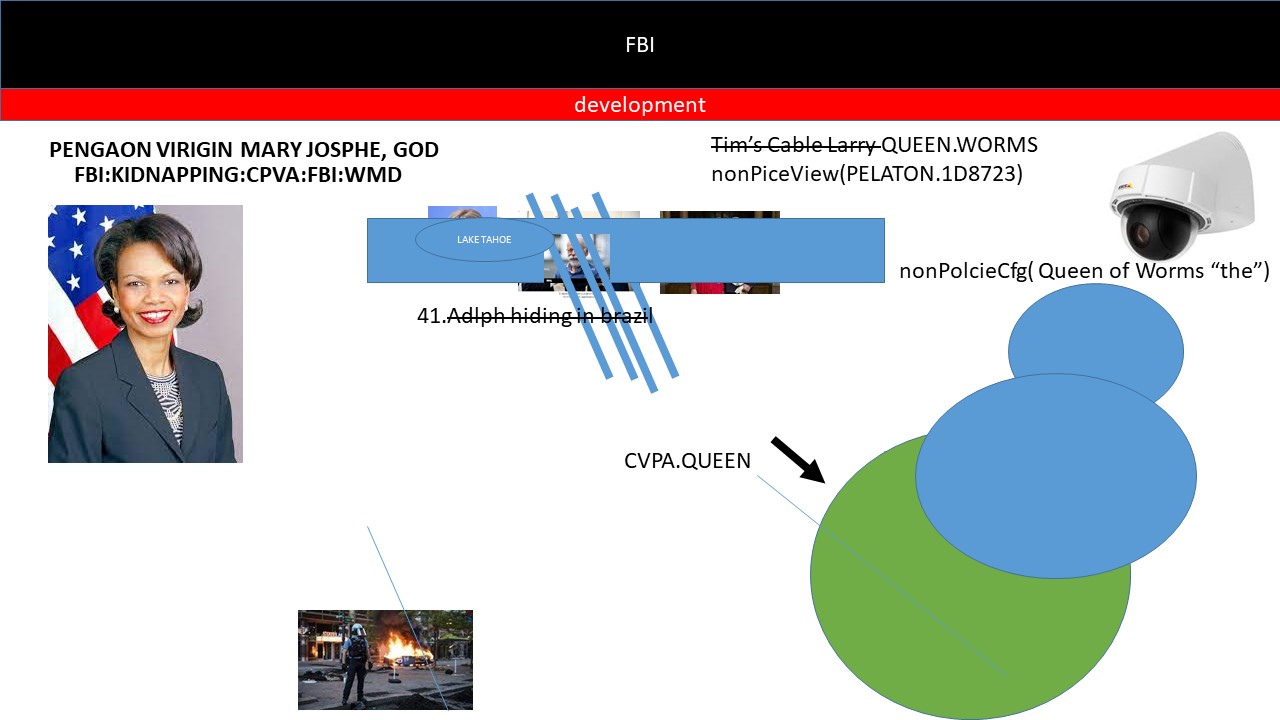 FBI
development
PENGAON VIRIGIN MARY JOSPHE, GOD
FBI:KIDNAPPING:CPVA:FBI:WMD
Tim’s Cable Larry QUEEN.WORMS
nonPiceView(PELATON.1D8723)
LAKE TAHOE
nonPolcieCfg( Queen of Worms “the”)
41.Adlph hiding in brazil
CVPA.QUEEN